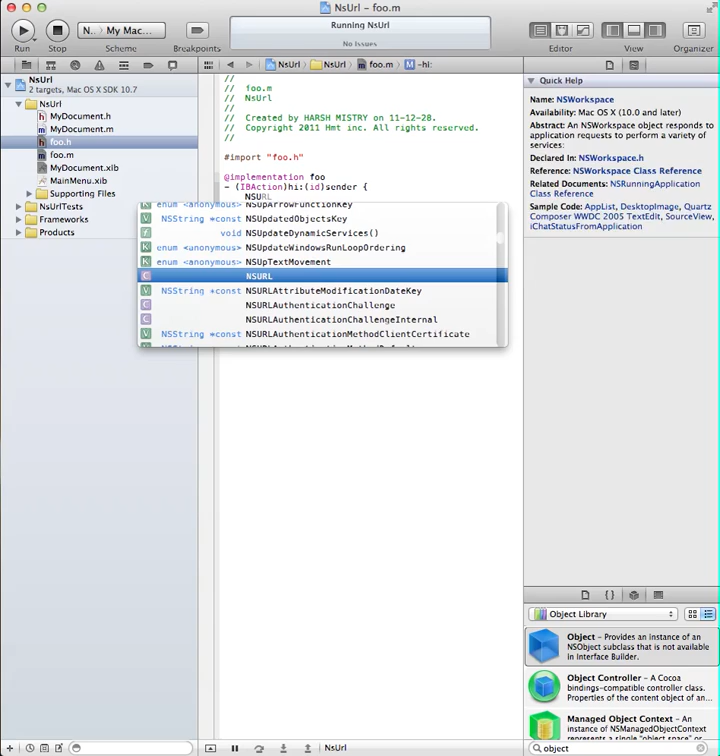 NsUrl – foo.m
Running NsUrl
No Issues
N... My Mac...
Run
Stop
Scheme
Breakpoints
Editor
View
Organizer
NsUrl
2 targets, Mac OS X SDK 10.7
NsUrl
MyDocument.h
MyDocument.m
foo.h
foo.m
MyDocument.xib
MainMenu.xib
Supporting Files
NsUrlTests
Frameworks
Products
NsUrl
NsUrl
foo.m
M
-hi:
//
// foo.m
// NsUrl
//
// Created by HARSH MISTRY on 11-12-28.
// Copyright 2011 Hmt inc. All rights reserved.
//
#import "foo.h"
@implementation foo
- (IBAction)hi:(id)sender {
NSURL
K enum <anonymous> NSUpArrowFunctionKey
V NSString *const NSUpdatedObjectsKey
f void NSUpdateDynamicServices()
K enum <anonymous> NSUpdateWindowsRunLoopOrdering
K enum <anonymous> NSUpTextMovement
C NSURL
V NSString *const NSURLAttributeModificationDateKey
C NSURLAuthenticationChallenge
C NSURLAuthenticationChallengeInternal
V NSString *const NSURLAuthenticationMethodClientCertificate
Quick Help
Name: NSWorkspace
Availability: Mac OS X (10.0 and later)
Abstract: An NSWorkspace object responds to
application requests to perform a variety of
services:
Declared In: NSWorkspace.h
Reference: NSWorkspace Class Reference
Related Documents: NSRunningApplication
Class Reference
Sample Code: AppList, DesktopImage, Quartz
Composer WWDC 2005 TextEdit, SourceView,
iChatStatusFromApplication
{ }
Object Library
Object – Provides an instance of an
NSObject subclass that is not available
in Interface Builder.
Object Controller – A Cocoa
bindings-compatible controller class.
Properties of the content object of an...
Managed Object Context – An
instance of NSManagedObjectContext
represents a single "object space" or
NsUrl
object